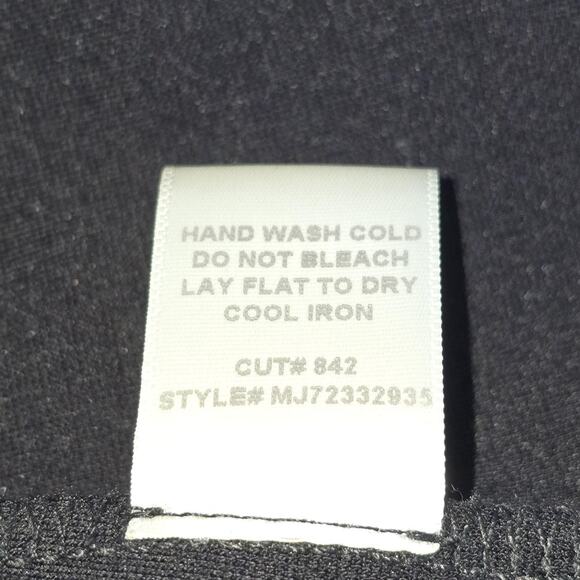 HAND WASH COLD
DO NOT BLEACH
LAY FLAT TO DRY
COOL IRON
CUT# 842
STYLE# MJ72332935